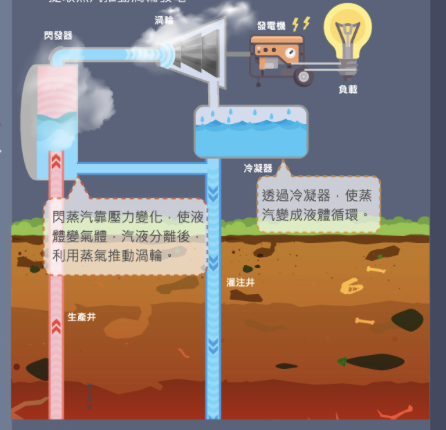 渦輪
發電機
閃發器
負載
冷凝器
透過冷凝器，使蒸
汽變成液體循環。
閃蒸汽靠壓力變化，使液
體變氣體，汽液分離後，
利用蒸氣推動渦輪。
灌注井
生產井